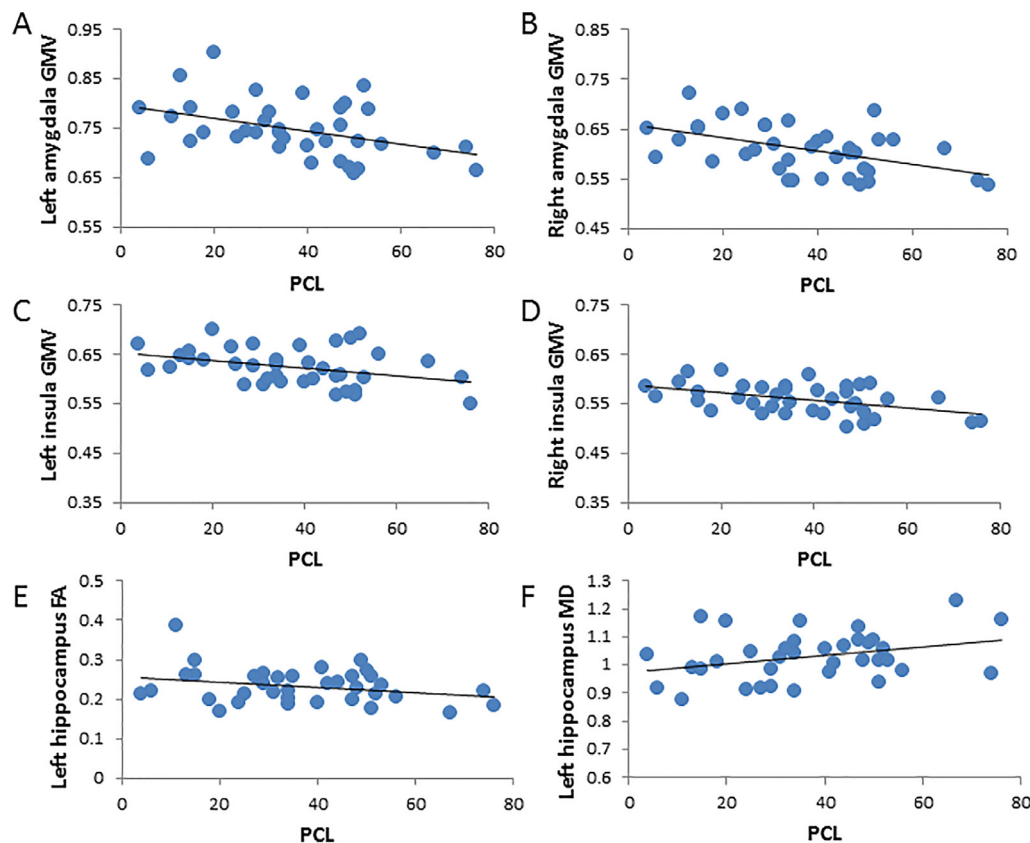 A
B
Left amygdala GMV
0.95
0.85
0.75
0.65
0.55
0 20 40 60 80
PCL
Right amygdala GMV
0.85
0.75
0.65
0.55
0.45
0 20 40 60 80
PCL
C
D
Left insula GMV
0.75
0.65
0.55
0.45
0.35
0 20 40 60 80
PCL
Right insula GMV
0.75
0.65
0.55
0.45
0.35
0 20 40 60 80
PCL
E
F
Left hippocampus FA
0.5
0.4
0.3
0.2
0.1
0
0 20 40 60 80
PCL
Left hippocampus MD
1.3
1.2
1.1
1
0.9
0.8
0.7
0.6
0 20 40 60 80
PCL